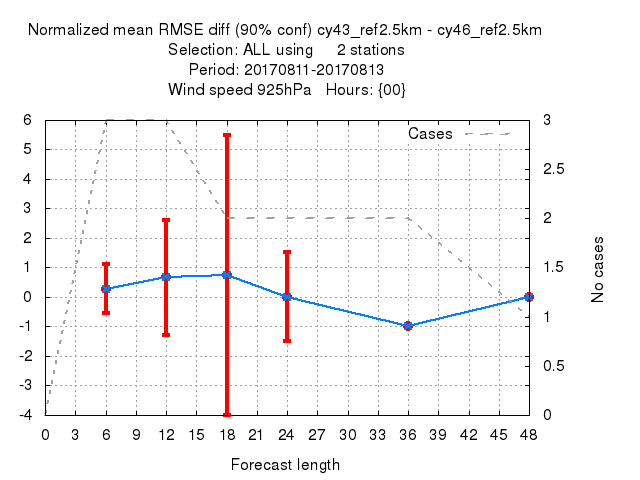 Normalized mean RMSE diff (90% conf) cy43_ref2.5km - cy46_ref2.5km
Selection: ALL using 2 stations
Period: 20170811-20170813
Wind speed 925hPa Hours: {00}
Cases
6
5
4
3
2
1
0
-1
-2
-3
-4
3
2.5
2
1.5
1
0.5
0
No cases
0 3 6 9 12 15 18 21 24 27 30 33 36 39 42 45 48
Forecast length